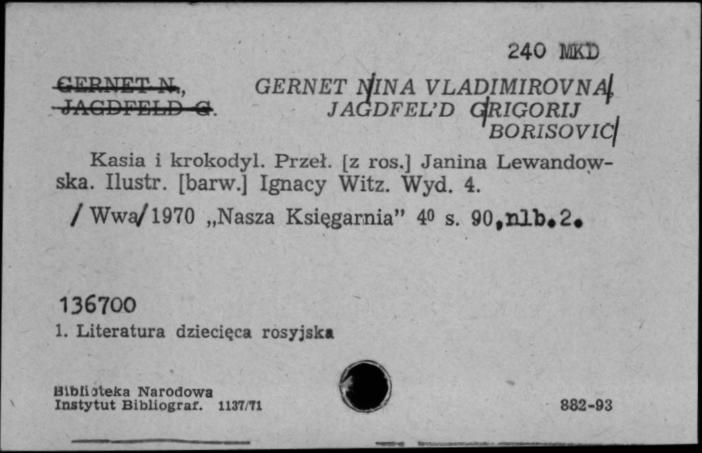 240 MKD
GERNET N., GERNET NINA VLADIMIROVNA
JAGDFELD G. JAGDFEL'D GRIGORIJ
BORISOVIC
Kasia i krokodyl. Przeł. [z ros.] Janina Lewandow-
ska. Ilustr. [barw.] Ignacy Witz. Wyd. 4.
/ Wwa/ 1970 „Nasza Księgarnia” 4⁰ s. 90, nlb. 2.
136700
1. Literatura dziecięca rosyjska
Biblioteka Narodowa
Instytut Bibliograf. 1137/71
882-93